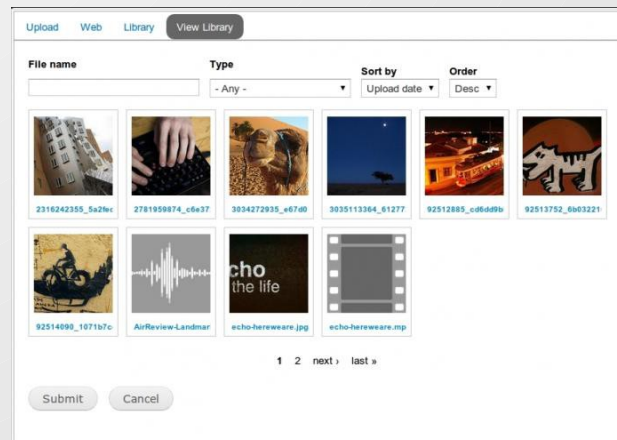 Upload Web Library View Library
File name Type Sort by Order
- Any - Upload date Desc
2316242355_5a2fec 2781959874_c6e37 3034272935_e67d0 3035113364_61277 92512885_cd6dd9b 92513752_6b03221
cho
the life
92514090_1071b7c AirReview-Landmar echo-hereweare.jpg echo-hereweare.mp
1 2 next › last »
Submit Cancel